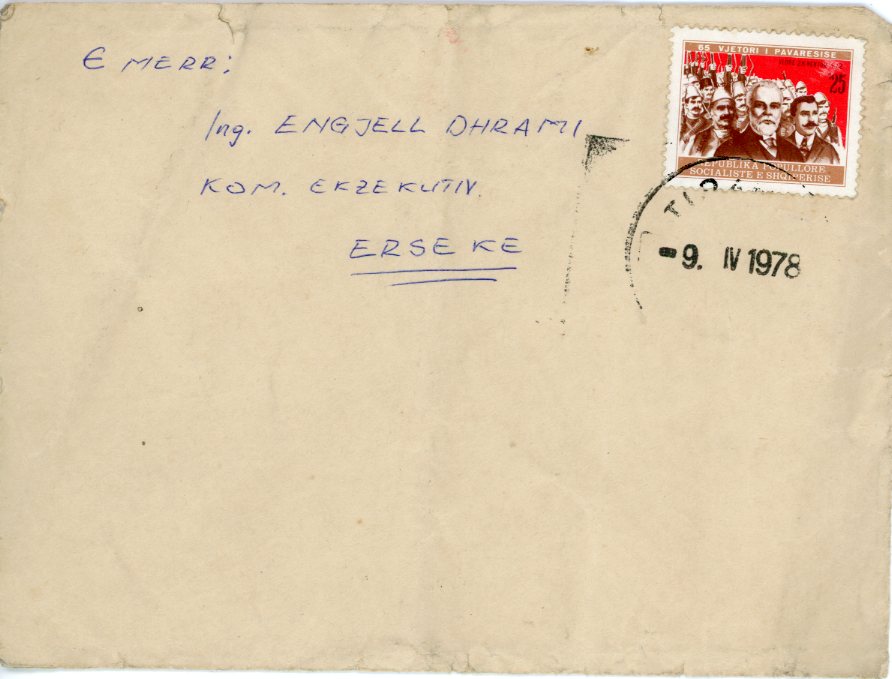 E MERR:
Ing. ENGJELL DHRAMI
KOM. EKZEKUTIV.
ERSEKE
65 VJETORI I PAVARESISE
25
REPUBLIKA POPULLORE
SOCIALISTE E SHQIPERISE
9. IV 1978